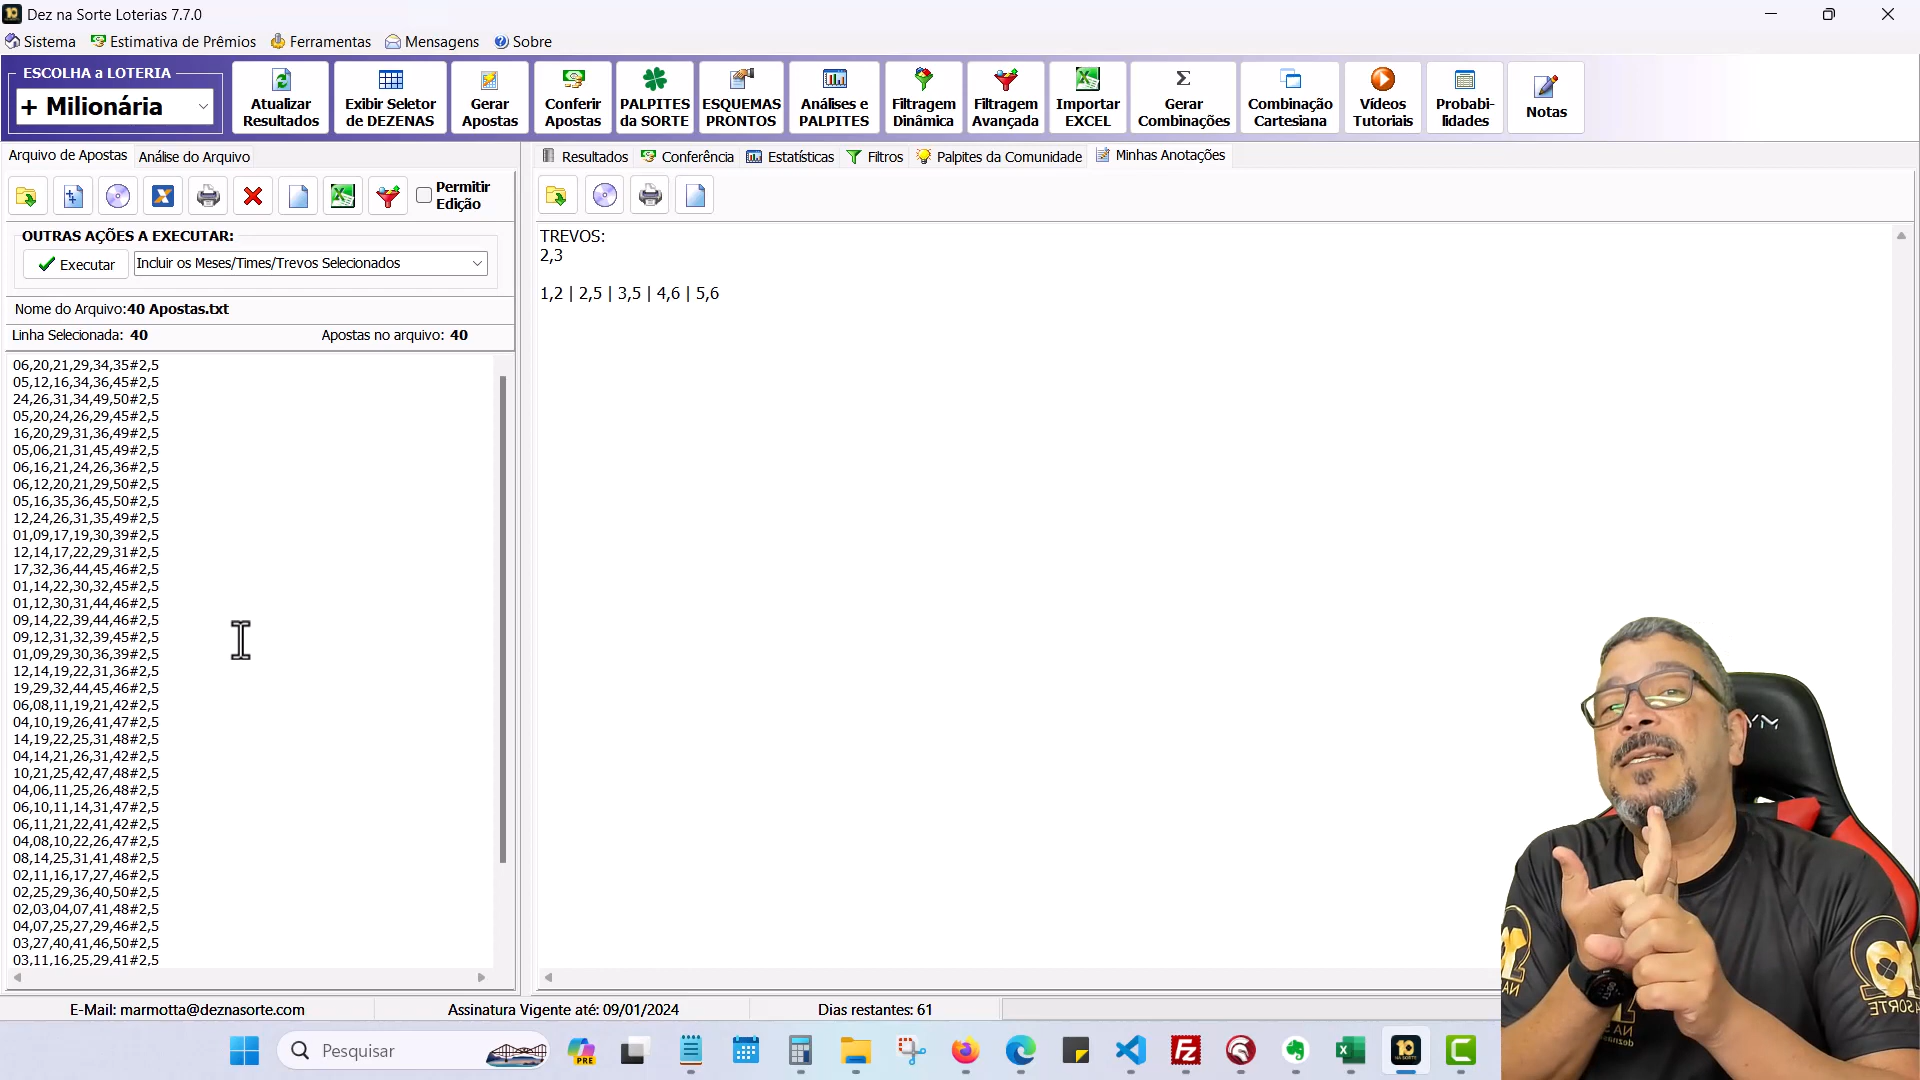 Dez na Sorte Loterias 7.7.0
Sistema
Estimativa de Prêmios
Ferramentas
Mensagens
Sobre
ESCOLHA a LOTERIA
+ Milionária
Atualizar
Resultados
Exibir Seletor
de DEZENAS
Gerar
Apostas
Conferir
Apostas
PALPITES
da SORTE
ESQUEMAS
PRONTOS
Análises e
PALPITES
Filtragem
Dinâmica
Filtragem
Avançada
Importar
EXCEL
Gerar
Combinações
Combinação
Cartesiana
Vídeos
Tutoriais
Probabi-
lidades
Notas
Arquivo de Apostas
Análise do Arquivo
Resultados
Conferência
Estatísticas
Filtros
Palpites da Comunidade
Minhas Anotações
Permitir
Edição
OUTRAS AÇÕES A EXECUTAR:
Executar
Incluir os Meses/Times/Trevos Selecionados
Nome do Arquivo:40 Apostas.txt
Linha Selecionada: 40
Apostas no arquivo: 40
06,20,21,29,34,35#2,5
05,12,16,34,36,45#2,5
24,26,31,34,49,50#2,5
05,20,24,26,29,45#2,5
16,20,29,31,36,49#2,5
05,06,21,31,45,49#2,5
06,16,21,24,26,36#2,5
06,12,20,21,29,50#2,5
05,16,35,36,45,50#2,5
12,24,26,31,35,49#2,5
01,09,17,19,30,39#2,5
12,14,17,22,29,31#2,5
17,32,36,44,45,46#2,5
01,14,22,30,32,45#2,5
01,12,30,31,44,46#2,5
09,14,22,39,44,46#2,5
09,12,31,32,39,45#2,5
01,09,29,30,36,39#2,5
12,14,19,22,31,36#2,5
19,29,32,44,45,46#2,5
06,08,11,19,21,42#2,5
04,10,19,26,41,47#2,5
14,19,22,25,31,48#2,5
04,14,21,26,31,42#2,5
10,21,25,42,47,48#2,5
04,06,11,25,26,48#2,5
06,10,11,14,31,47#2,5
06,11,21,22,41,42#2,5
04,08,10,22,26,47#2,5
08,14,25,31,41,48#2,5
02,11,16,17,27,46#2,5
02,25,29,36,40,50#2,5
02,03,04,07,41,48#2,5
04,07,25,27,29,46#2,5
03,27,40,41,46,50#2,5
03,11,16,25,29,41#2,5
TREVOS:
2,3
1,2 | 2,5 | 3,5 | 4,6 | 5,6
E-Mail: marmotta@deznasorte.com
Assinatura Vigente até: 09/01/2024
Dias restantes: 61
Pesquisar